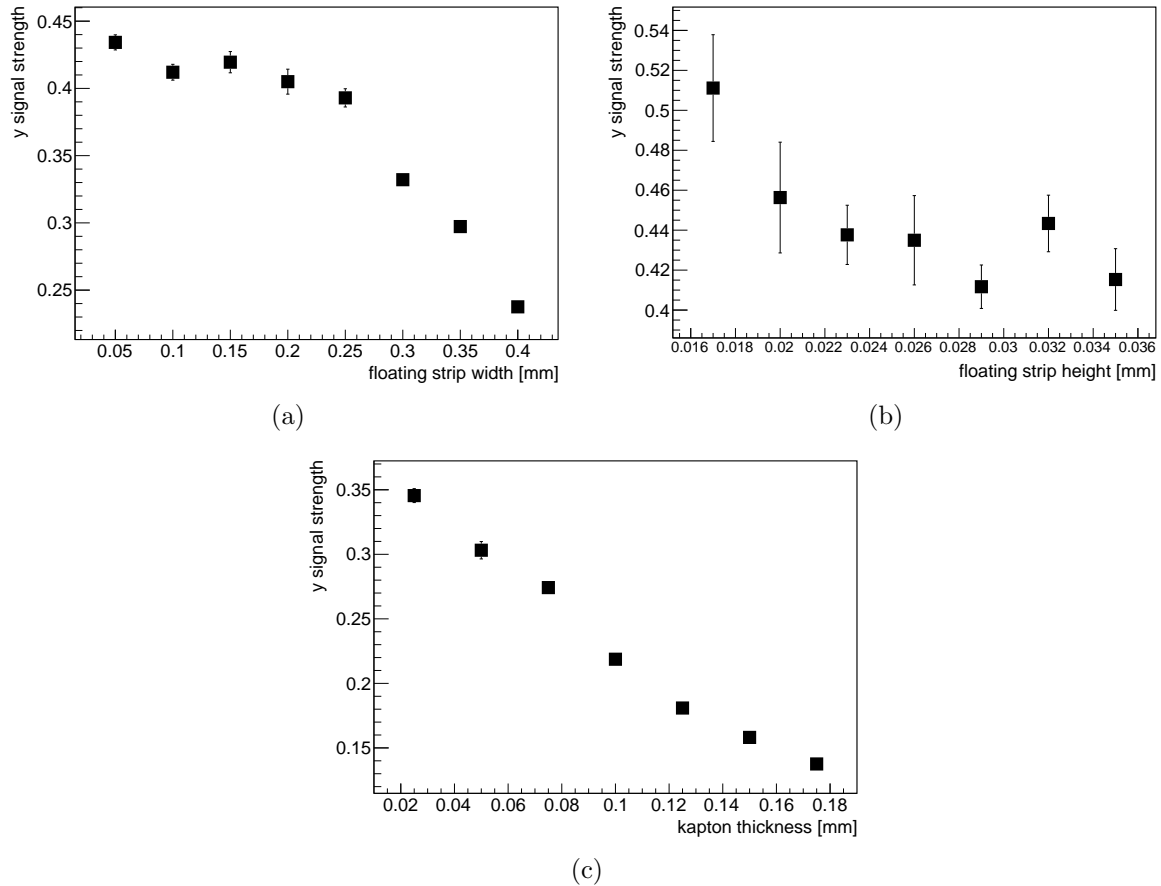 y signal strength
0.45
0.4
0.35
0.3
0.25
0.05 0.1 0.15 0.2 0.25 0.3 0.35 0.4
floating strip width [mm]
(a)
y signal strength
0.54
0.52
0.5
0.48
0.46
0.44
0.42
0.4
0.016 0.018 0.02 0.022 0.024 0.026 0.028 0.03 0.032 0.034 0.036
floating strip height [mm]
(b)
y signal strength
0.35
0.3
0.25
0.2
0.15
0.02 0.04 0.06 0.08 0.1 0.12 0.14 0.16 0.18
kapton thickness [mm]
(c)